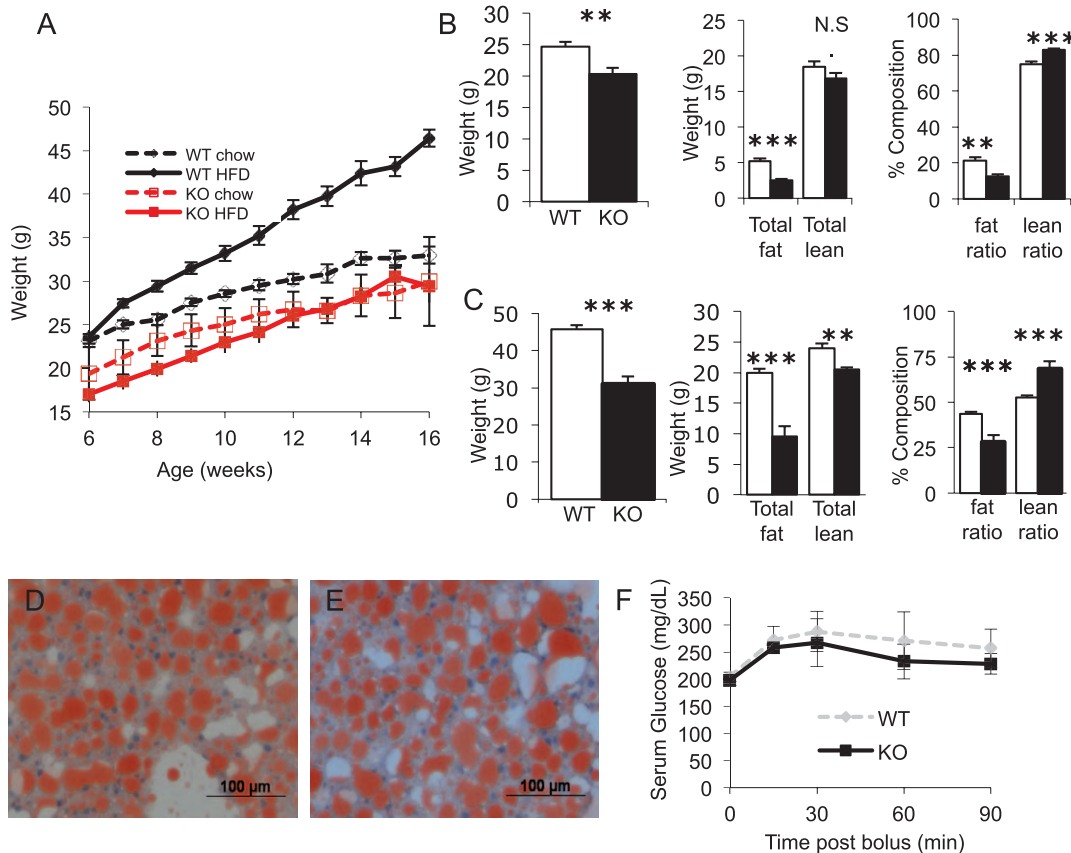 A
50
45
40
35
30
25
20
15
6
8
10
12
14
16
Weight (g)
Age (weeks)
WT chow
WT HFD
KO chow
KO HFD
B
30
25
20
15
10
5
0
Weight (g)
**
WT KO
25
20
15
10
5
0
Weight (g)
N.S
***
Total Total
fat lean
100
80
60
40
20
0
% Composition
**
***
fat lean
ratio ratio
C
50
40
30
20
10
0
Weight (g)
***
WT KO
30
25
20
15
10
5
0
Weight (g)
***
**
Total Total
fat lean
100
75
50
25
0
% Composition
***
***
fat lean
ratio ratio
D
100 µm
E
100 µm
F
350
300
250
200
150
100
50
0
Serum Glucose (mg/dL)
WT
KO
0 30 60 90
Time post bolus (min)